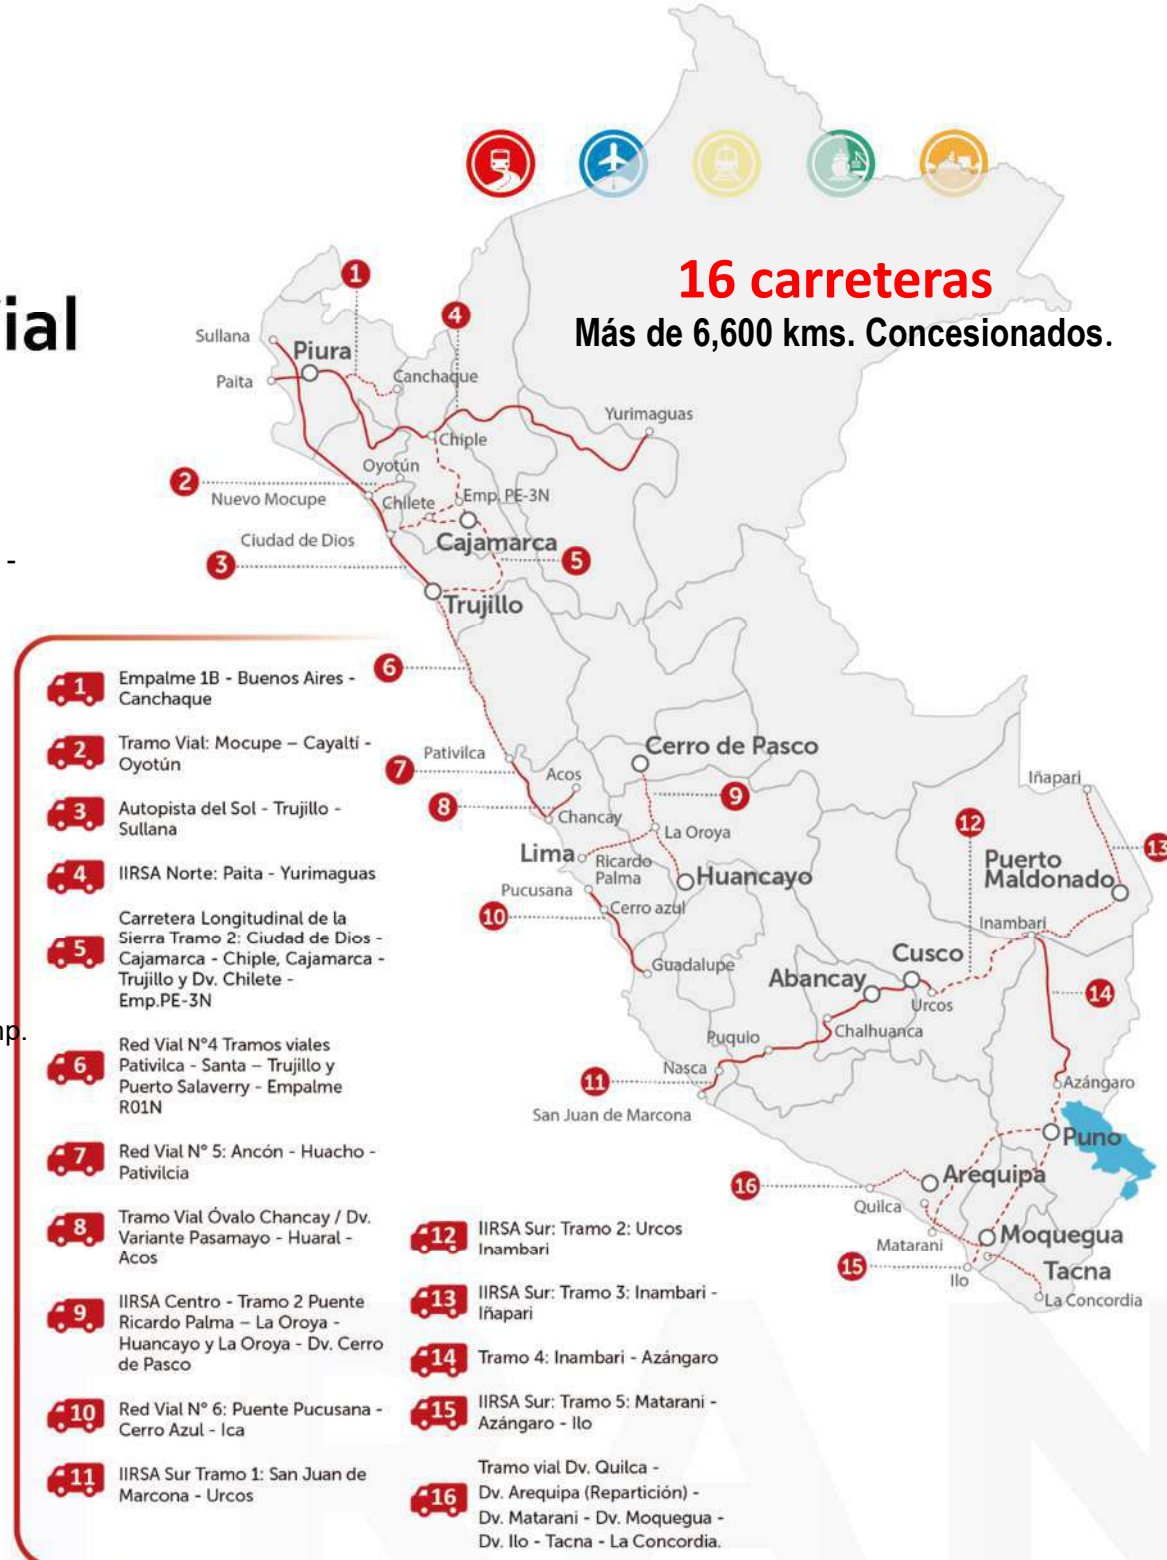 16 carreteras
Más de 6,600 kms. Concesionados.
ial
-
np.
1
4
Sullana
Piura
Paita
Canchaque
Yurimaguas
Chiple
Oyotún
2
Nuevo Mocupe
Chilete
Emp. PE-3N
Ciudad de Dios
Cajamarca
3
5
Trujillo
6
Pativilca
7
Acos
8
Chancay
Cerro de Pasco
9
La Oroya
Lima
Ricardo
Palma
Huancayo
Pucusana
10
Cerro azul
Guadalupe
Iñapari
12
13
Puerto
Maldonado
Inambari
Cusco
Abancay
Urcos
14
Chalhuanca
Puquio
Nasca
11
San Juan de Marcona
Azángaro
Puno
16
Arequipa
Quilca
Matarani
Moquegua
15
Ilo
Tacna
La Concordia
1 Empalme 1B - Buenos Aires -
Canchaque
2 Tramo Vial: Mocupe – Cayaltí -
Oyotún
3 Autopista del Sol - Trujillo -
Sullana
4 IIRSA Norte: Paita - Yurimaguas
5 Carretera Longitudinal de la
Sierra Tramo 2: Ciudad de Dios -
Cajamarca - Chiple, Cajamarca -
Trujillo y Dv. Chilete -
Emp.PE-3N
6 Red Vial N°4 Tramos viales
Pativilca - Santa – Trujillo y
Puerto Salaverry - Empalme
R01N
7 Red Vial N° 5: Ancón - Huacho -
Pativilcia
8 Tramo Vial Óvalo Chancay / Dv.
Variante Pasamayo - Huaral -
Acos
9 IIRSA Centro - Tramo 2 Puente
Ricardo Palma – La Oroya -
Huancayo y La Oroya - Dv. Cerro
de Pasco
10 Red Vial N° 6: Puente Pucusana -
Cerro Azul - Ica
11 IIRSA Sur Tramo 1: San Juan de
Marcona - Urcos
12 IIRSA Sur: Tramo 2: Urcos
Inambari
13 IIRSA Sur: Tramo 3: Inambari -
Iñapari
14 Tramo 4: Inambari - Azángaro
15 IIRSA Sur: Tramo 5: Matarani -
Azángaro - Ilo
16 Tramo vial Dv. Quilca -
Dv. Arequipa (Repartición) -
Dv. Matarani - Dv. Moquegua -
Dv. Ilo - Tacna - La Concordia.